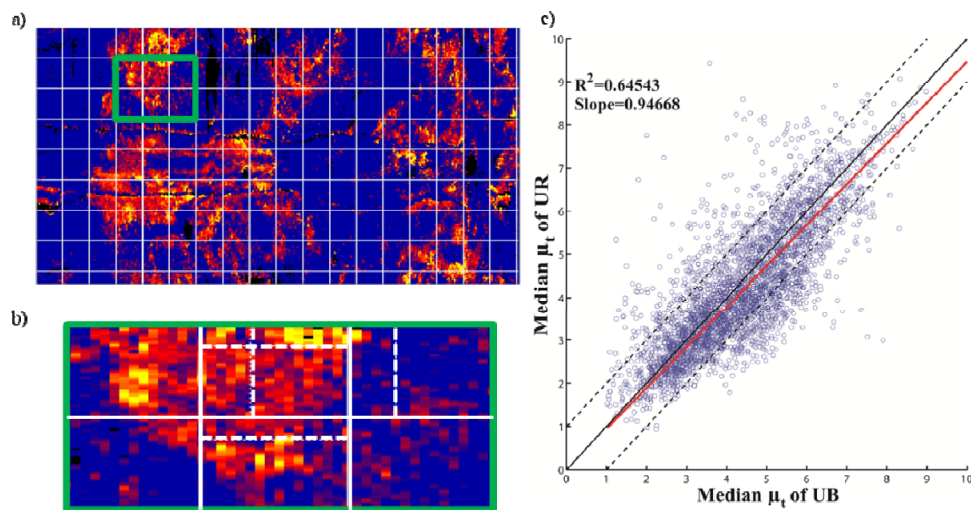 a)
b)
c)
R²=0.64543
Slope=0.94668
Median μt of UR
10
9
8
7
6
5
4
3
2
1
0
0 1 2 3 4 5 6 7 8 9 10
Median μt of UB